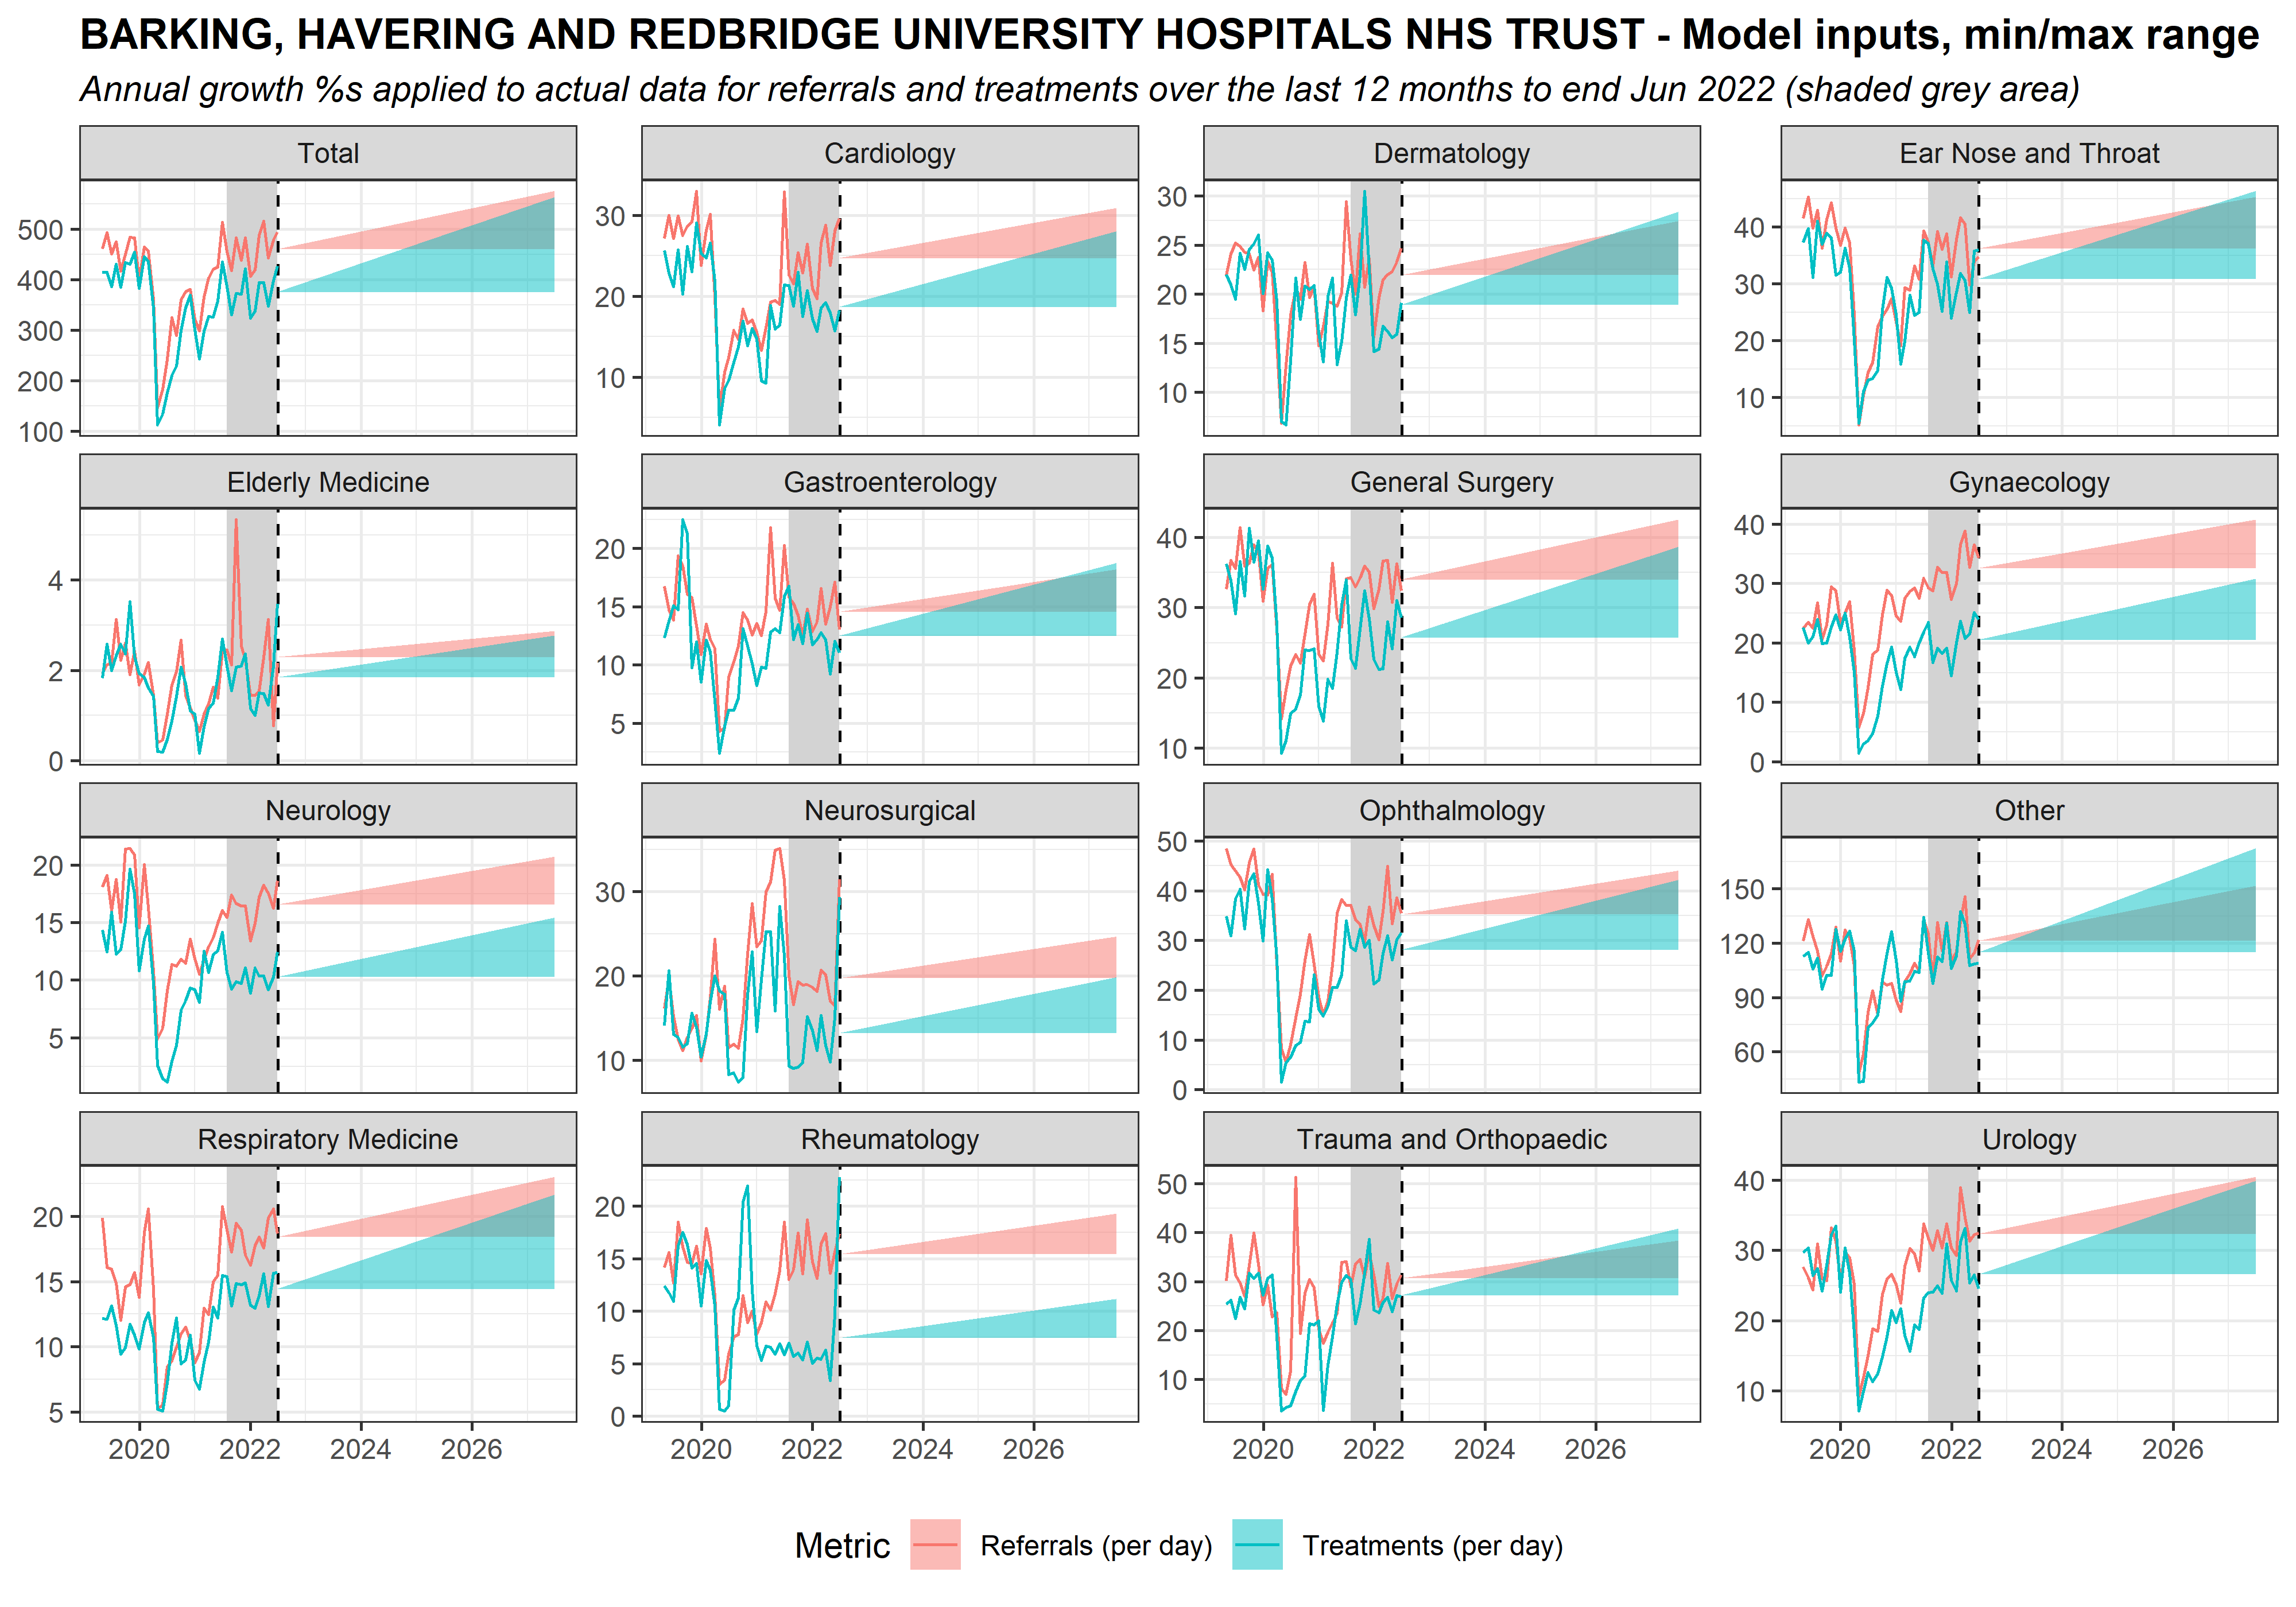 BARKING, HAVERING AND REDBRIDGE UNIVERSITY HOSPITALS NHS TRUST - Model inputs, min/max range
Annual growth %s applied to actual data for referrals and treatments over the last 12 months to end Jun 2022 (shaded grey area)
Total
500
400
300
200
100
Cardiology
30
20
10
Dermatology
30
25
20
15
10
Ear Nose and Throat
40
30
20
10
Elderly Medicine
4
2
0
Gastroenterology
20
15
10
5
General Surgery
40
30
20
10
Gynaecology
40
30
20
10
0
Neurology
20
15
10
5
Neurosurgical
30
20
10
Ophthalmology
50
40
30
20
10
0
Other
150
120
90
60
Respiratory Medicine
20
15
10
5
2020 2022 2024 2026
Rheumatology
20
15
10
5
0
2020 2022 2024 2026
Trauma and Orthopaedic
50
40
30
20
10
2020 2022 2024 2026
Urology
40
30
20
10
2020 2022 2024 2026
Metric Referrals (per day) Treatments (per day)